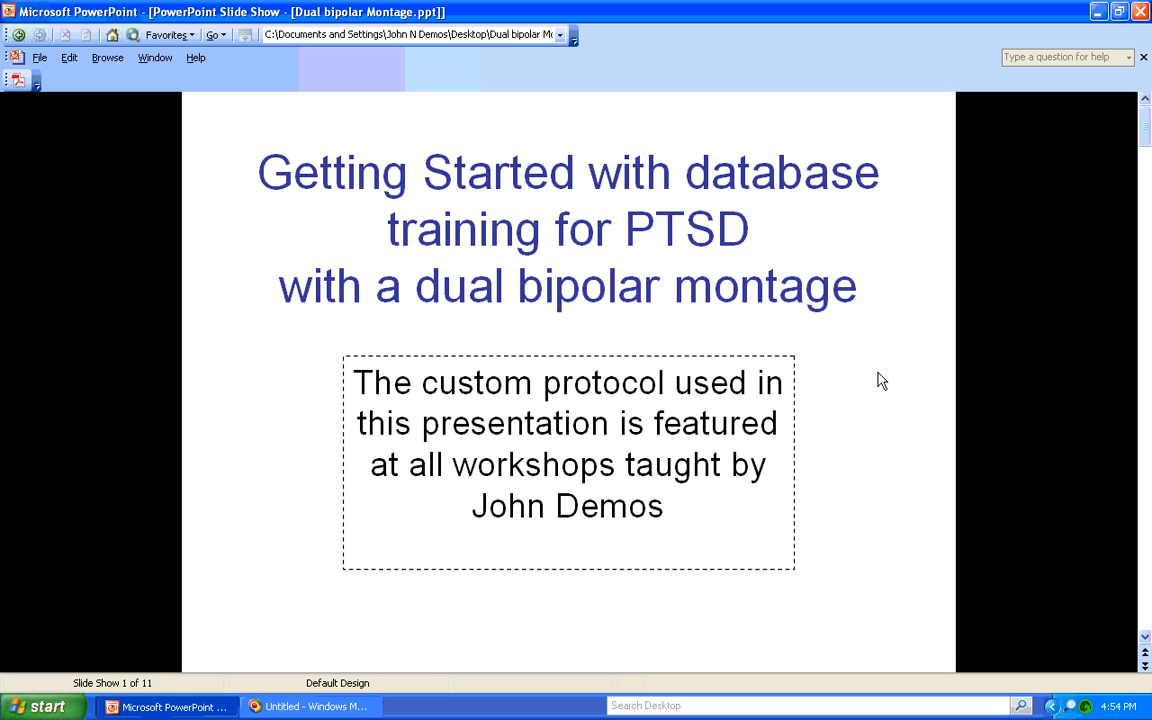 Microsoft PowerPoint - [PowerPoint Slide Show - [Dual bipolar Montage.ppt]]
Favorites
Go
C:\Documents and Settings\John N Demos\Desktop\Dual bipolar Mo
File Edit Browse Window Help
Type a question for help
Getting Started with database
training for PTSD
with a dual bipolar montage
The custom protocol used in
this presentation is featured
at all workshops taught by
John Demos
Slide Show 1 of 11
Default Design
start
Microsoft PowerPoint ...
Untitled - Windows M...
Search Desktop
4:54 PM